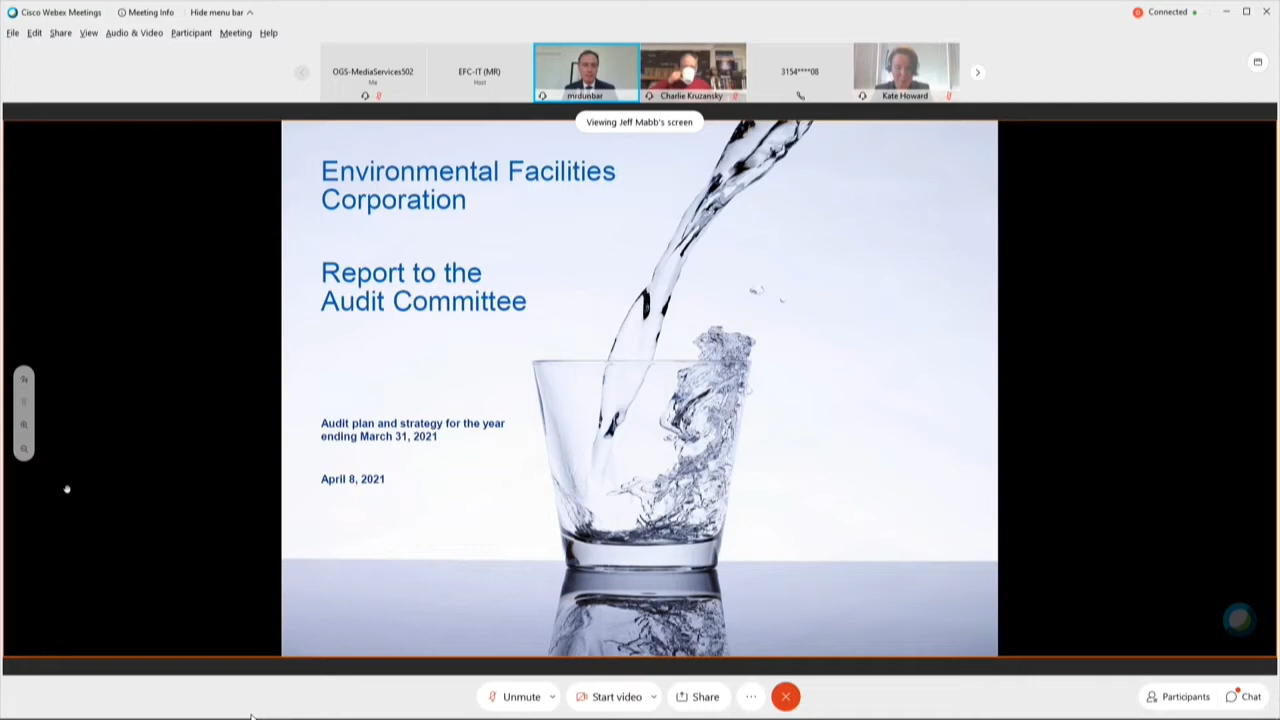 Cisco Webex Meetings
Meeting Info
Hide menu bar
Connected
File Edit Share View Audio & Video Participant Meeting Help
OGS-MediaServices502
Me
EFC-IT (MR)
Host
mrdunbar
Charlie Kruzansky
3154****08
Kate Howard
Viewing Jeff Mabb's screen
Environmental Facilities
Corporation
Report to the
Audit Committee
Audit plan and strategy for the year
ending March 31, 2021
April 8, 2021
Unmute
Start video
Share
Participants
Chat